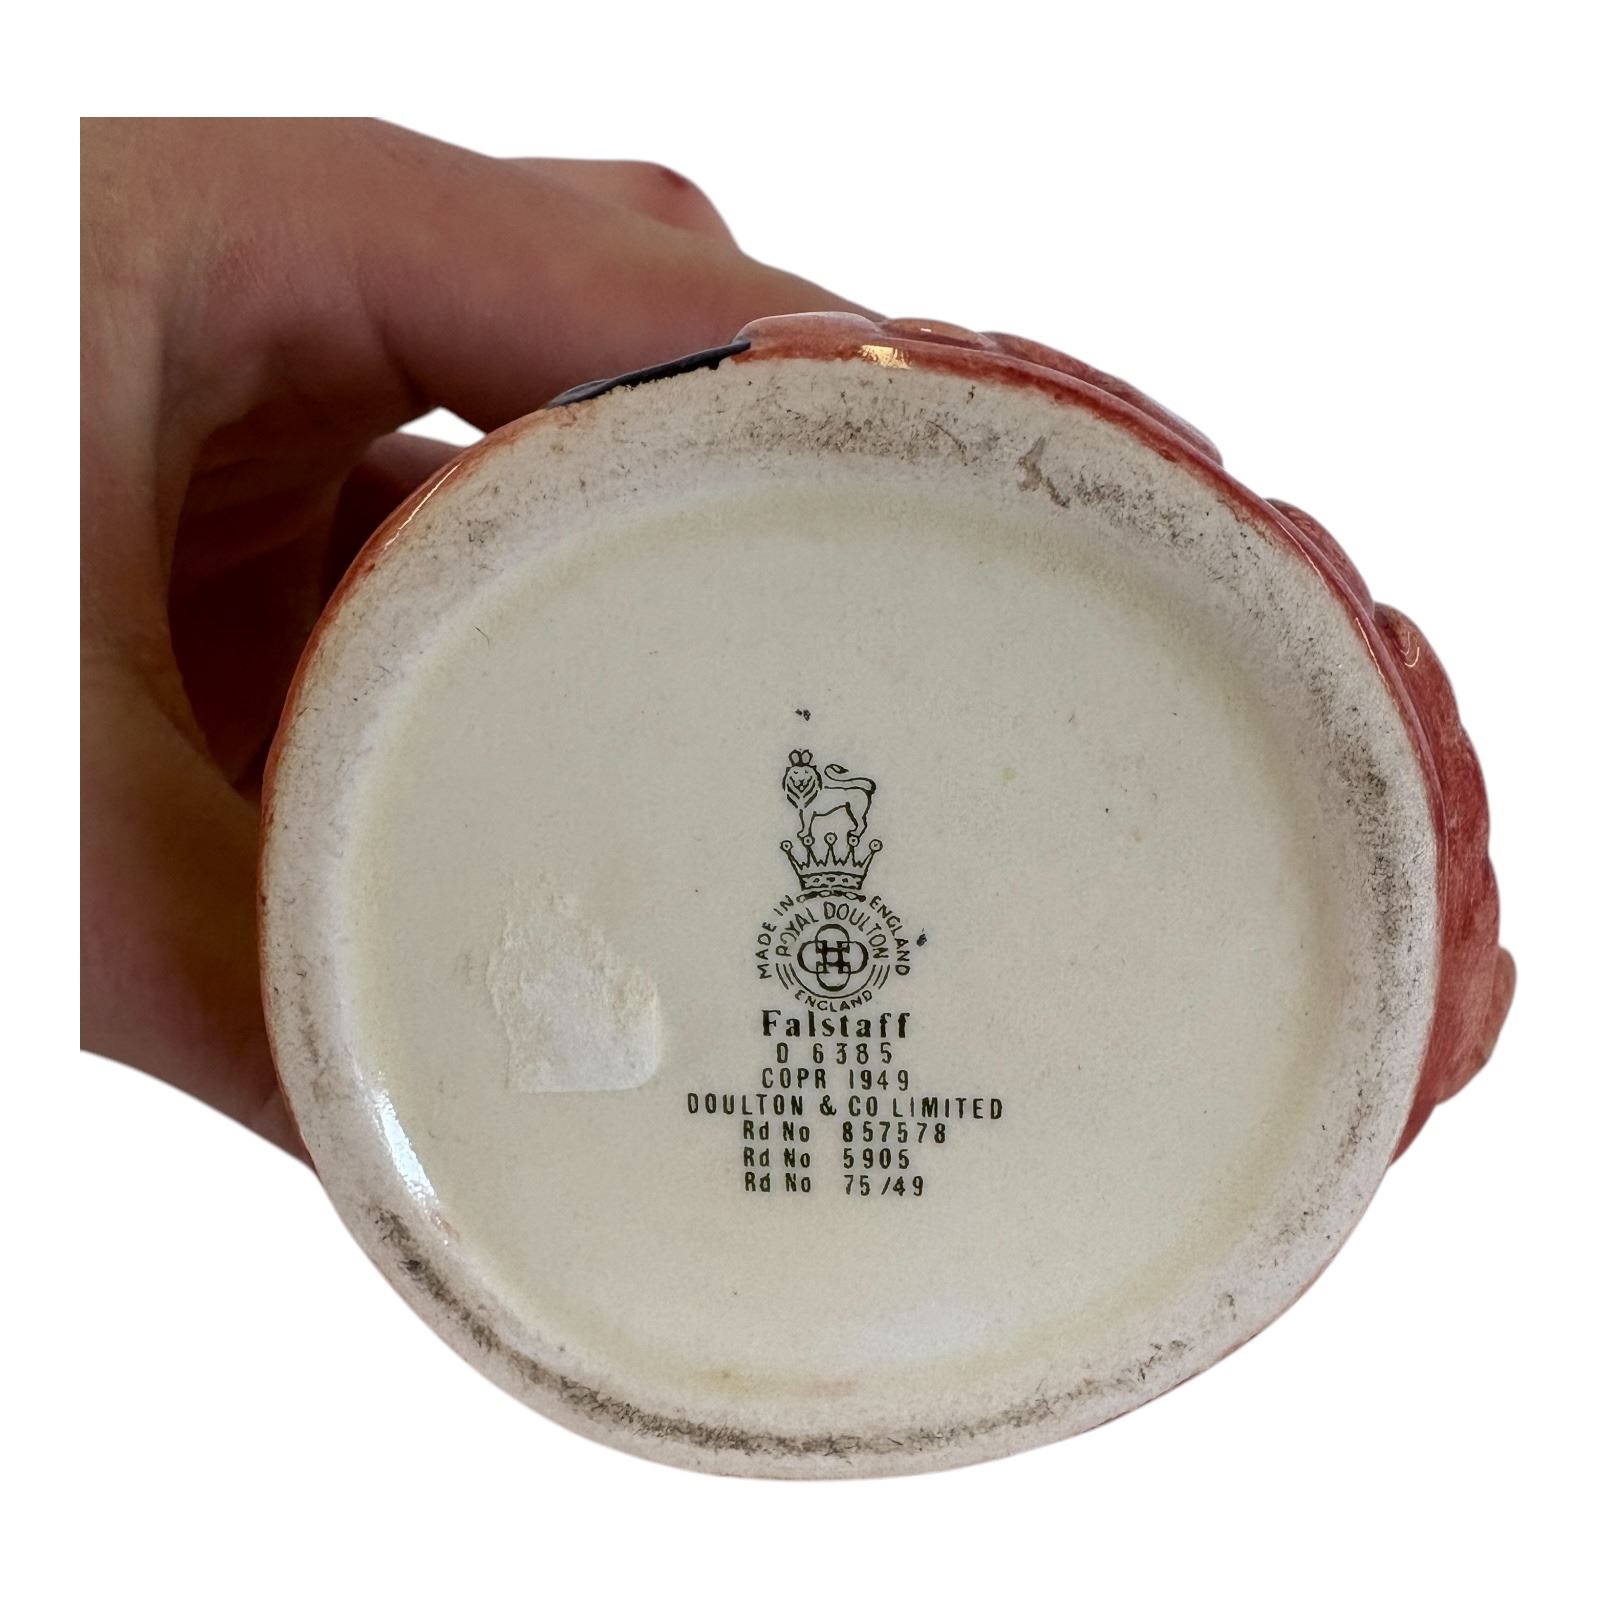 MADE IN ENGLAND
ROYAL DOULTON
ENGLAND
Falstaff
D 6385
COPR 1949
DOULTON & CO LIMITED
Rd No 857578
Rd No 5905
Rd No 75/49